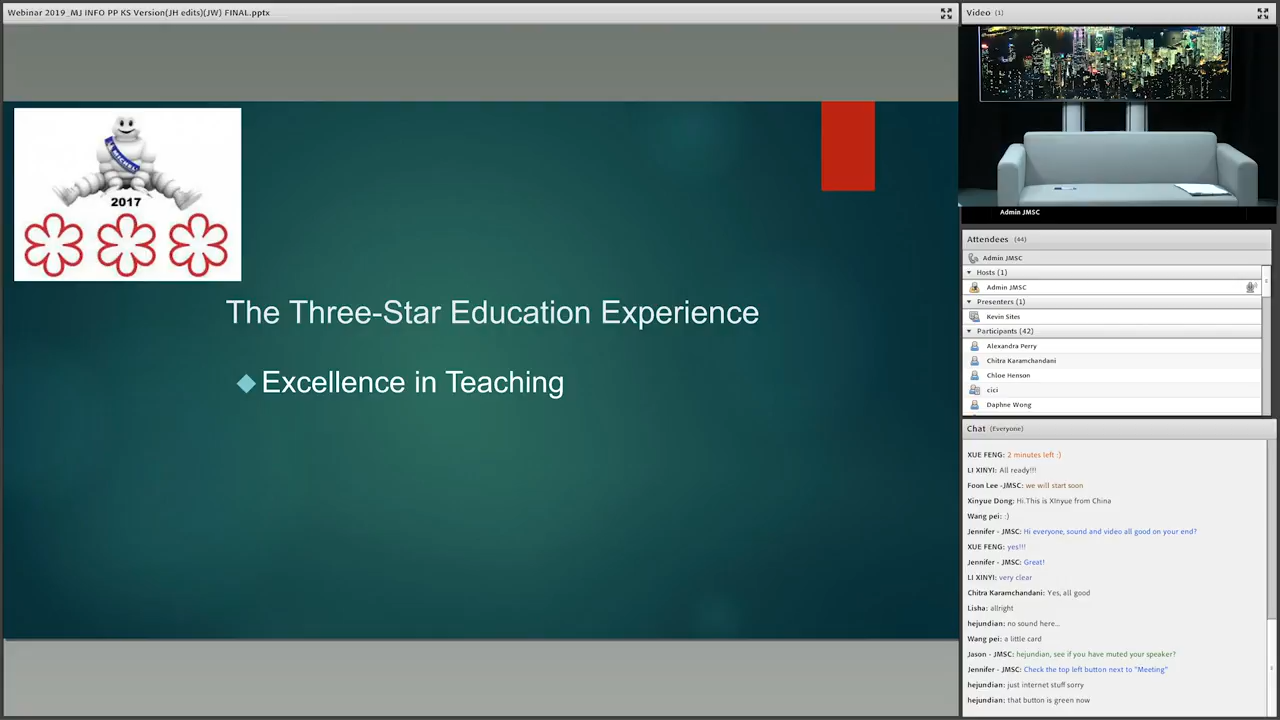 Webinar 2019_MJ INFO PP KS Version(JH edits)(JW) FINAL.pptx
2017
The Three-Star Education Experience
Excellence in Teaching
Video (1)
Admin JMSC
Attendees (44)
Admin JMSC
Hosts (1)
Admin JMSC
Presenters (1)
Kevin Sites
Participants (42)
Alexandra Perry
Chitra Karamchandani
Chloe Henson
cici
Daphne Wong
Chat (Everyone)
XUE FENG: 2 minutes left :)
LI XINYI: All ready!!!
Foon Lee -JMSC: we will start soon
Xinyue Dong: Hi.This is XInyue from China
Wang pei: :)
Jennifer - JMSC: Hi everyone, sound and video all good on your end?
XUE FENG: yes!!!
Jennifer - JMSC: Great!
LI XINYI: very clear
Chitra Karamchandani: Yes, all good
Lisha: allright
hejundian: no sound here...
Wang pei: a little card
Jason - JMSC: hejundian, see if you have muted your speaker?
Jennifer - JMSC: Check the top left button next to "Meeting"
hejundian: just internet stuff sorry
hejundian: that button is green now